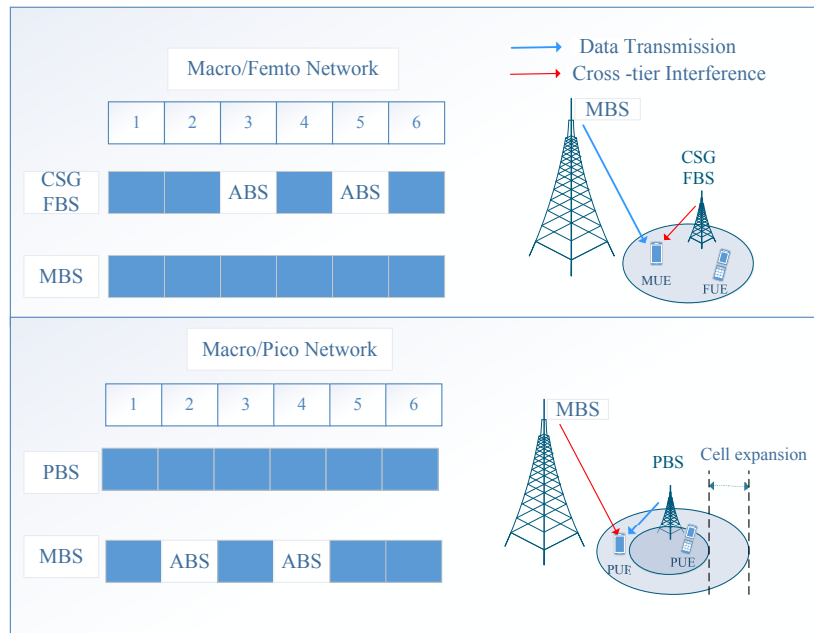 Macro/Femto Network
1 2 3 4 5 6
CSG
FBS
ABS ABS
MBS
Data Transmission
Cross -tier Interference
MBS
CSG
FBS
MUE
FUE
Macro/Pico Network
1 2 3 4 5 6
PBS
MBS
ABS ABS
MBS
PBS
Cell expansion
PUE
PUE